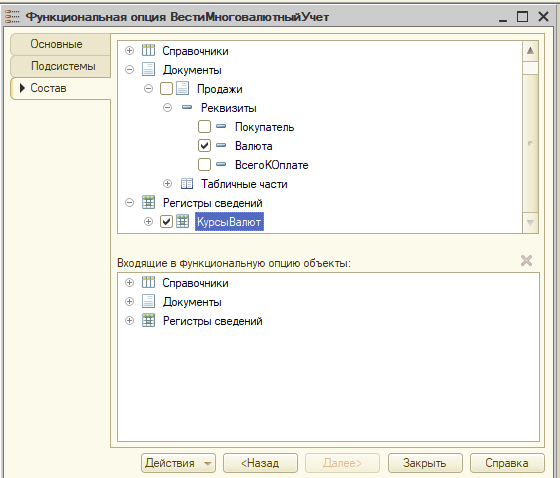 Функциональная опция ВестиМноговалютныйУчет
Основные
Подсистемы
Состав
Справочники
Документы
Продажи
Реквизиты
Покупатель
Валюта
ВсегоКОплате
Табличные части
Регистры сведений
КурсыВалют
Входящие в функциональную опцию объекты:
Справочники
Документы
Регистры сведений
Действия <Назад Далее> Закрыть Справка